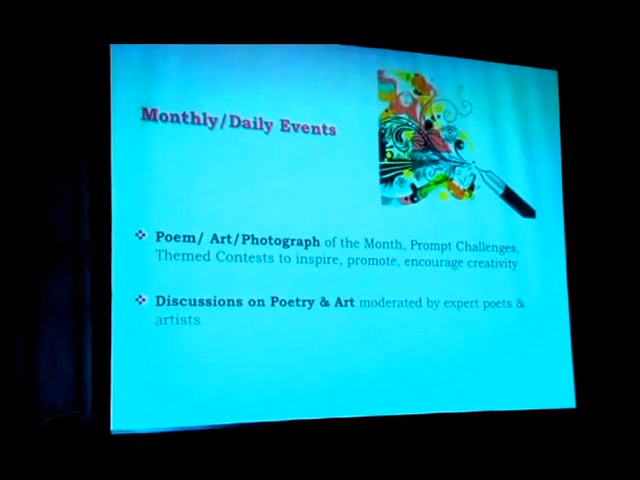 Monthly/Daily Events
Poem/ Art/Photograph of the Month, Prompt Challenges,
Themed Contests to inspire, promote, encourage creativity
Discussions on Poetry & Art moderated by expert poets &
artists